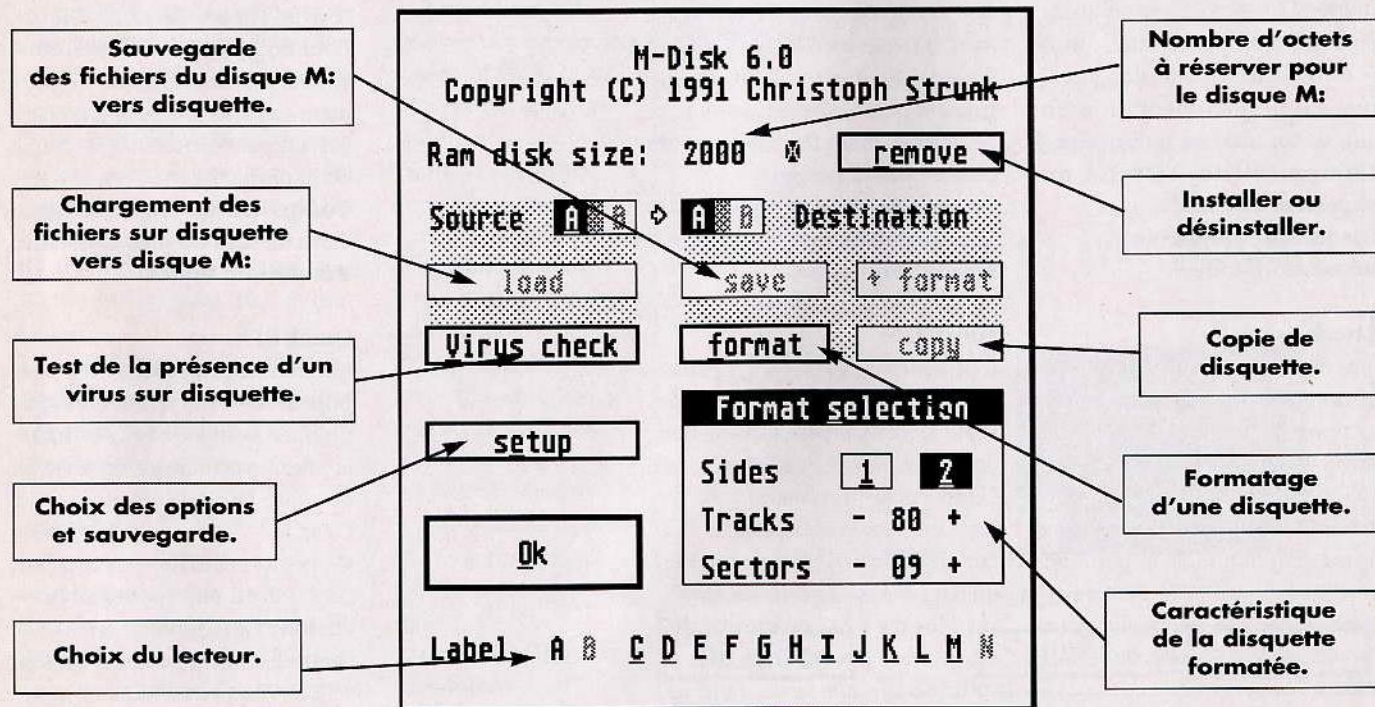 Sauvegarde
des fichiers du disque M:
vers disquette.
Chargement des
fichiers sur disquette
vers disque M:
Test de la présence d'un
virus sur disquette.
Choix des options
et sauvegarde.
Choix du lecteur.
M-Disk 6.0
Copyright (C) 1991 Christoph Strunk
Ram disk size: 2000 remove
Source A B A B Destination
load save + format
Virus check format copy
Format selection
setup
Sides 1 2
Tracks - 80 +
Sectors - 09 +
Ok
Label A B C D E F G H I J K L M N
Nombre d'octets
à réserver pour
le disque M:
Installer ou
désinstaller.
Copie de
disquette.
Formatage
d'une disquette.
Caractéristique
de la disquette
formatée.